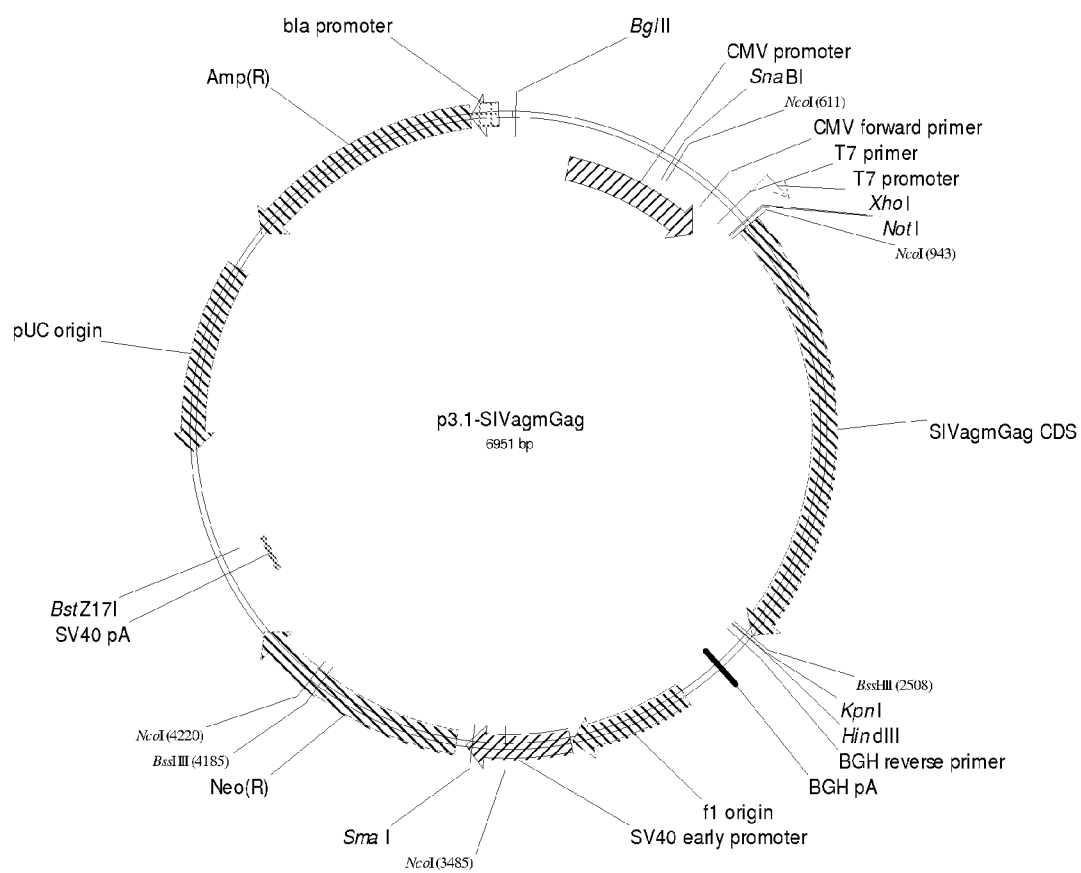 bla promoter
BglII
Amp(R)
CMV promoter
SnaBI
NcoI (611)
CMV forward primer
T7 primer
T7 promoter
XhoI
NotI
NcoI (943)
pUC origin
p3.1-SIVagmGag
6951 bp
SIVagmGag CDS
BstZ17I
SV40 pA
BssHII (2508)
KpnI
HindIII
BGH reverse primer
BGH pA
NcoI (4220)
BssHII (4185)
Neo(R)
f1 origin
SmaI
SV40 early promoter
NcoI (3485)